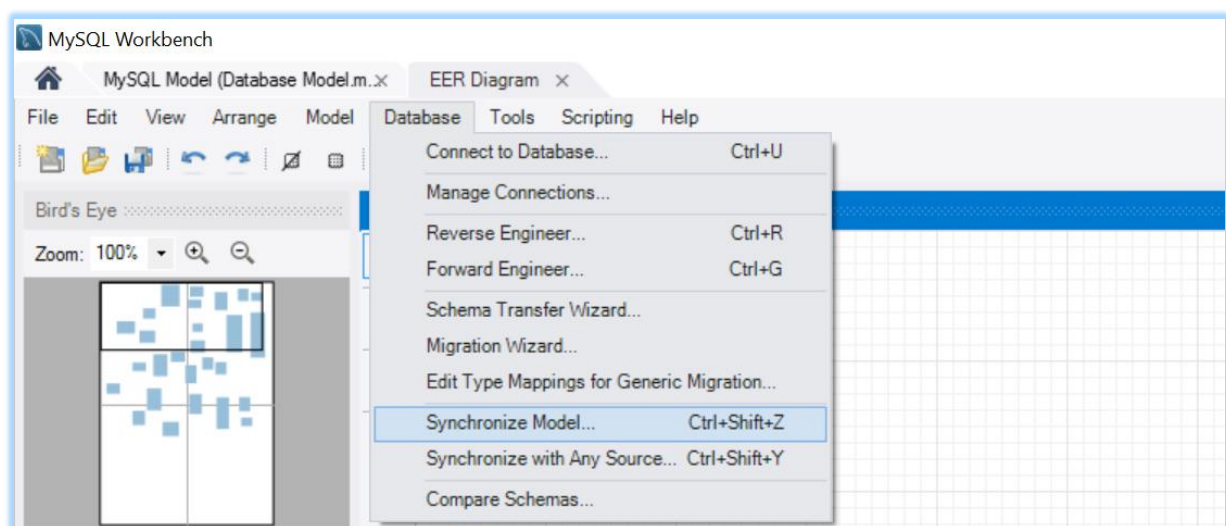 MySQL Workbench
MySQL Model (Database Model.m.. EER Diagram
File Edit View Arrange Model Database Tools Scripting Help
Connect to Database... Ctrl+U
Manage Connections...
Bird's Eye
Reverse Engineer... Ctrl+R
Zoom: 100%
Forward Engineer... Ctrl+G
Schema Transfer Wizard...
Migration Wizard...
Edit Type Mappings for Generic Migration...
Synchronize Model... Ctrl+Shift+Z
Synchronize with Any Source... Ctrl+Shift+Y
Compare Schemas...